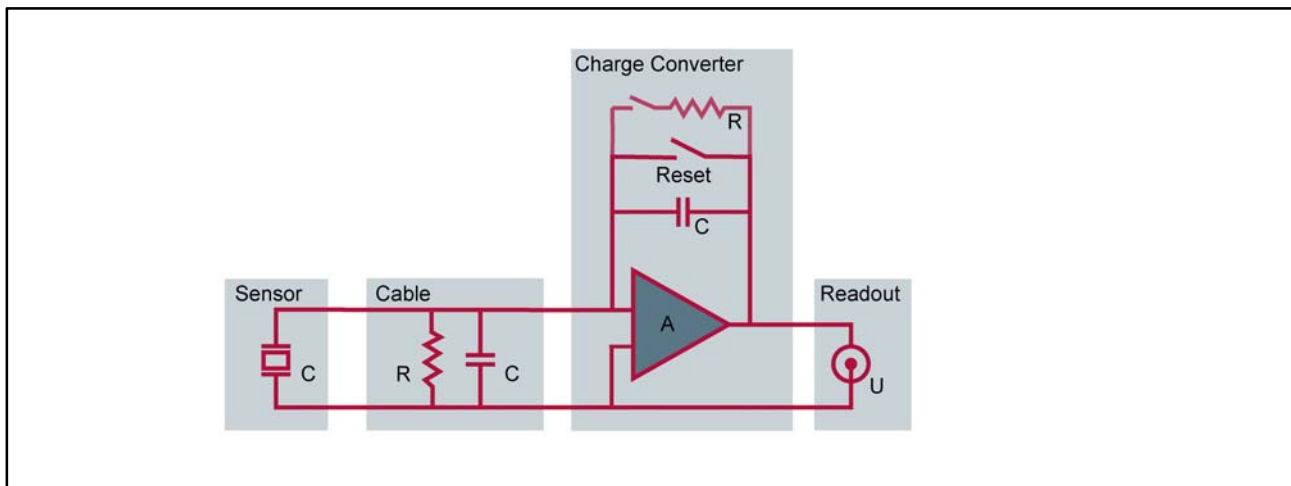 Charge Converter
R
Reset
C
Sensor
Cable
Readout
A
C
R
C
U